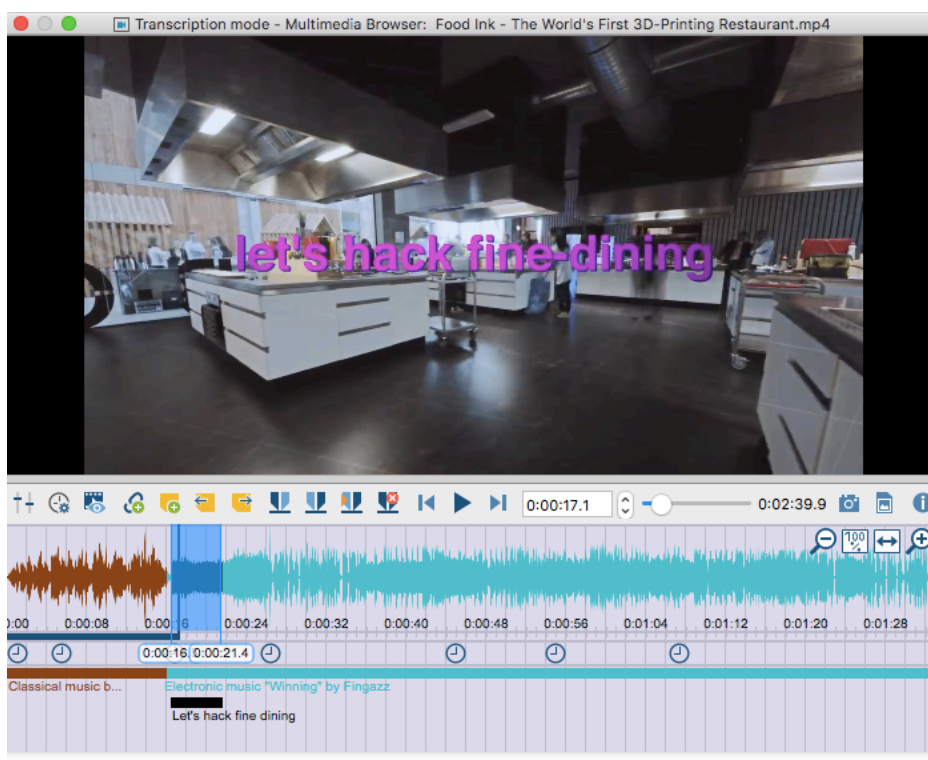 Transcription mode - Multimedia Browser: Food Ink - The World's First 3D-Printing Restaurant.mp4
let's hack fine-dining
0:00:17.1 0:02:39.9
100 %
0:00:08 0:00:16 0:00:24 0:00:32 0:00:40 0:00:48 0:00:56 0:01:04 0:01:12 0:01:20 0:01:28
0:00:16 0:00:21.4
Classical music b... Electronic music "Winning" by Fingazz
Let's hack fine dining